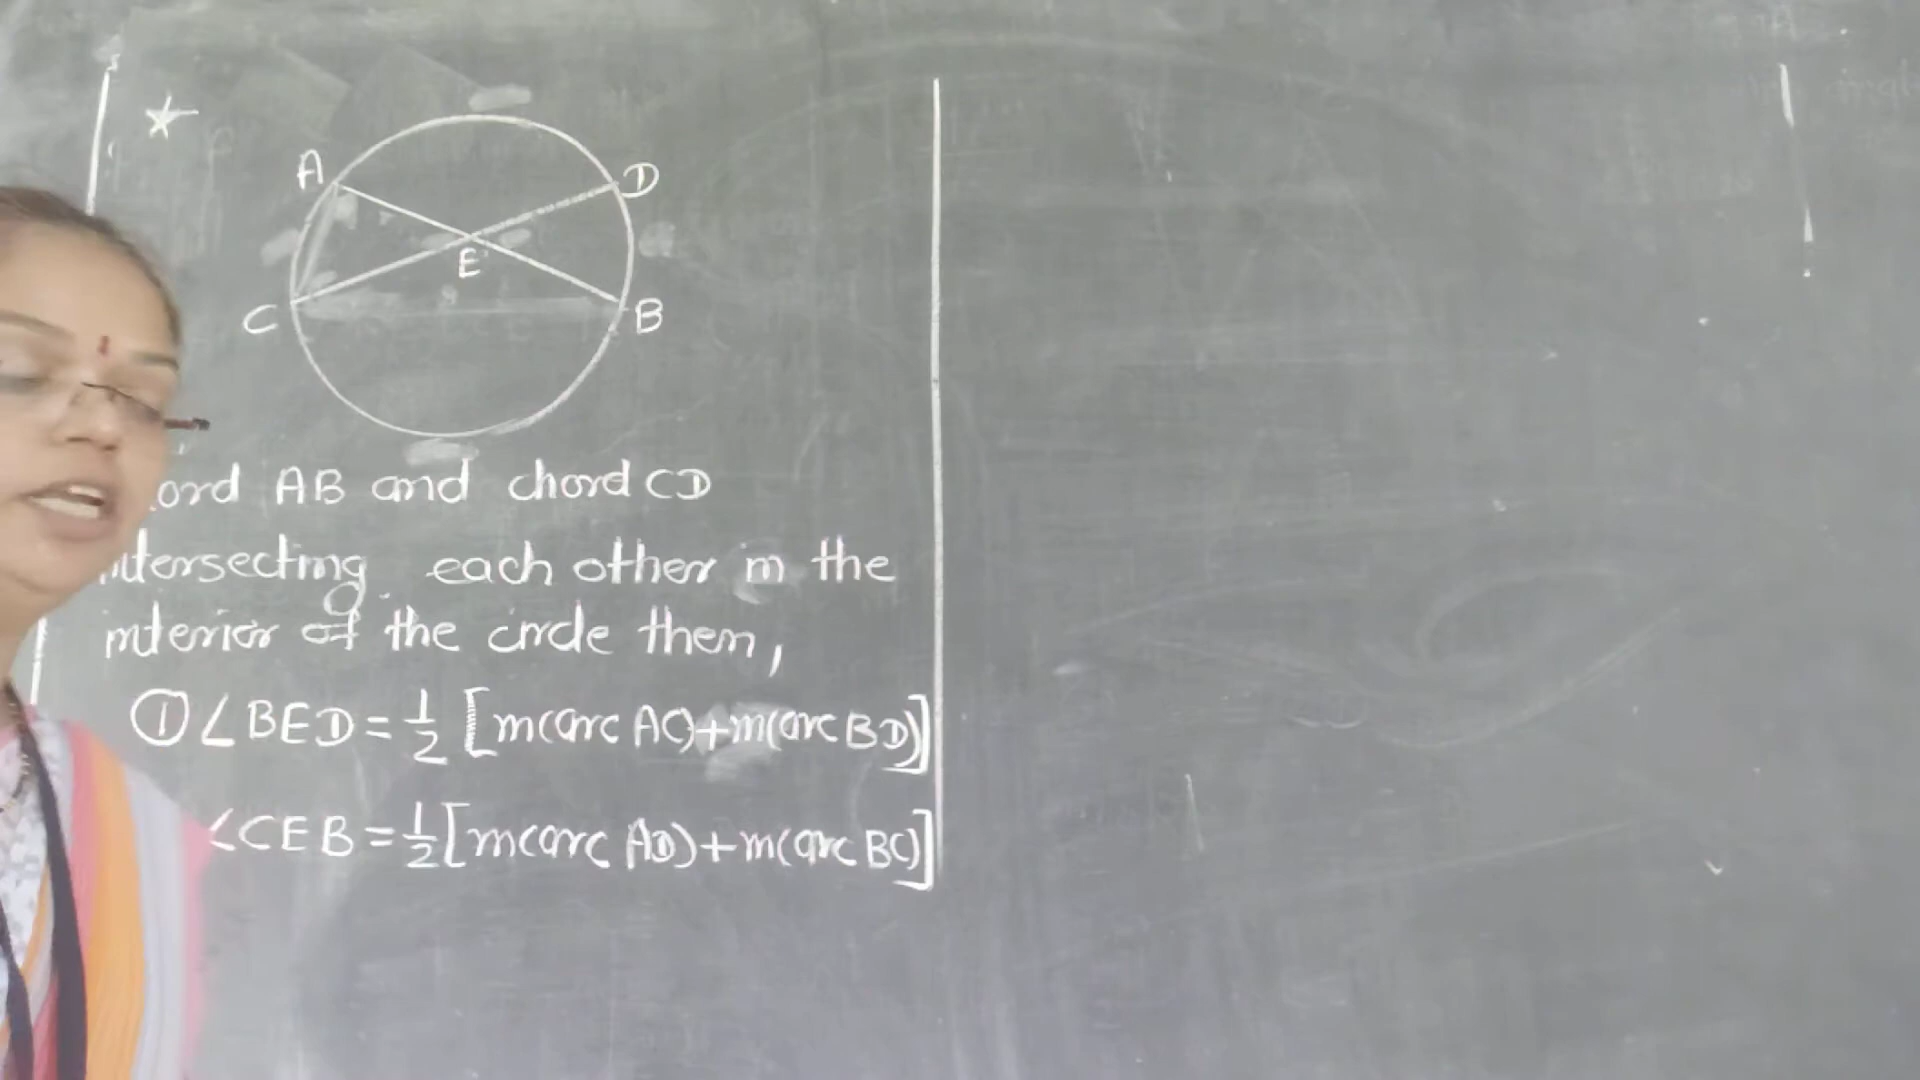 A
D
E
C
B
ord AB and chord CD
ntersecting each other in the
interior of the circle then,
① ∠BED = 1/2 [m(arc AC)+m(arc BD)]
∠CEB = 1/2 [m(arc AD)+m(arc BC)]